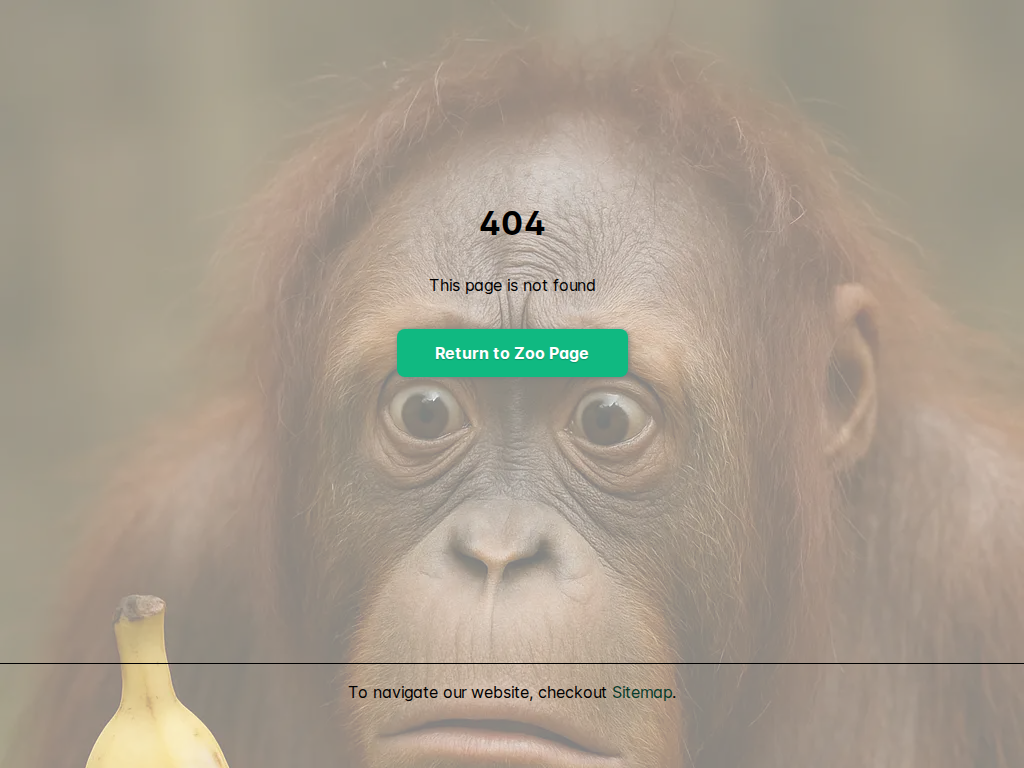 404
This page is not found
Return to Zoo Page
To navigate our website, checkout Sitemap.